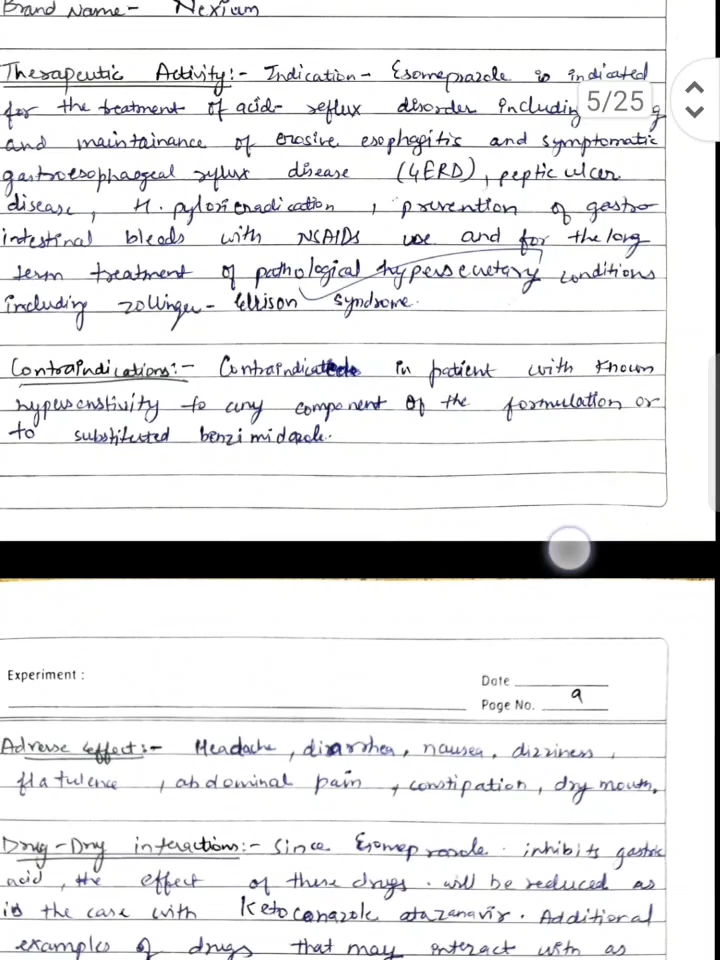 Brand Name - Nexium
Therapeutic Activity:- Indication - Esomeprazole is indicated
for the treatment of acid- reflux disorder including g
5/25
and maintainance of erosive esophagitis and symptomatic
gastroesophageal reflux disease (GERD), peptic ulcer
disease, H. pylori eradication, prevention of gastro
intestinal bleeds with NSAIDs use and for the long
term treatment of pathological hypersecretary conditions
including zollinger - Ellison syndrome.
Contraindications:- Contraindicated in patient with known
hypersenstivity to any component of the formulation or
to substituted benzimidazole.
Experiment :
Date
Page No. 9
Adverse effect:- Headache, diarrhea, nausea, dizziness,
flatulence, abdominal pain, constipation, dry mouth.
Drug-Drug interactions:- Since Esomeprazole inhibits gastric
acid, the effect of these drugs. will be reduced as
is the case with Ketoconazole atazanavir. Additional
examples of drugs that may interact with as